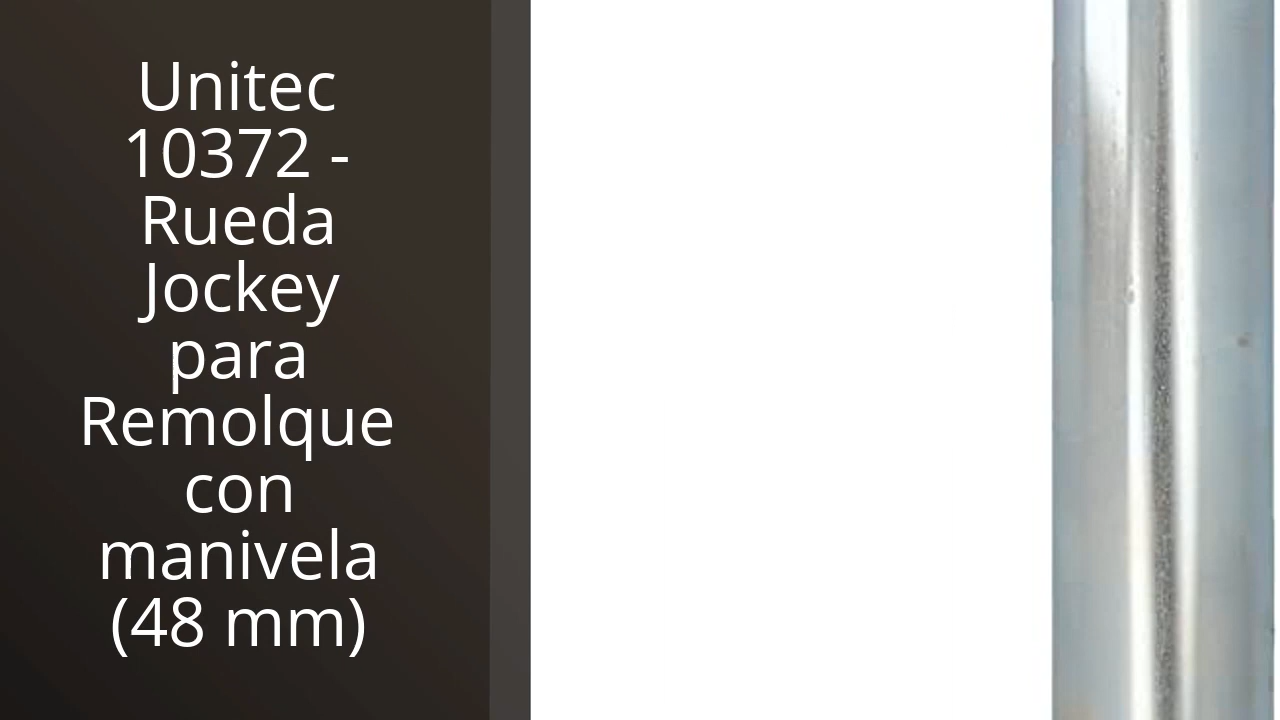 Unitec
10372 -
Rueda
Jockey
para
Remolque
con
manivela
(48 mm)